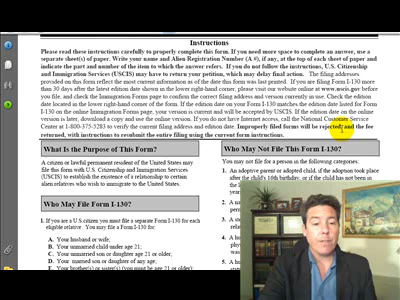 Instructions
Please read these instructions carefully to properly complete this form. If you need more space to complete an answer, use a
separate sheet(s) of paper. Write your name and Alien Registration Number (A #), if any, at the top of each sheet of paper and
indicate the part and number of the item to which the answer refers. If you do not follow the instructions, U.S. Citizenship
and Immigration Services (USCIS) may have to return your petition, which may delay final action. The filing addresses
provided on this form reflect the most current information as of the date this form was last printed. If you are filing Form I-130 more
than 30 days after the latest edition date shown in the lower right-hand corner, please visit our website online at www.uscis.gov before
you file, and check the Immigration Forms page to confirm the correct filing address and version currently in use. Check the edition
date located in the lower right-hand corner of the form. If the edition date on your Form I-130 matches the edition date listed for Form
I-130 on the online Immigration Forms page, your version is current and will be accepted by USCIS. If the edition date on the online
version is later, download a copy and use the online version. If you do not have Internet access, call the National Customer Service
Center at 1-800-375-5283 to verify the current filing address and edition date. Improperly filed forms will be rejected, and the fee
returned, with instructions to resubmit the entire filing using the current form instructions.
What Is the Purpose of This Form?
A citizen or lawful permanent resident of the United States may
file this form with U.S. Citizenship and Immigration Services
(USCIS) to establish the existence of a relationship to certain
alien relatives who wish to immigrate to the United States.
Who May File Form I-130?
1. If you are a U.S. citizen you must file a separate Form I-130 for each
eligible relative. You may file a Form I-130 for:
A. Your husband or wife;
B. Your unmarried child under age 21;
C. Your unmarried son or daughter age 21 or older;
D. Your married son or daughter of any age;
E. Your brother(s) or sister(s) (you must be age 21 or older);
Who May Not File This Form I-130?
You may not file for a person in the following categories:
1. An adoptive parent or adopted child, if the adoption took
place after the child's 16th birthday, or if the child has not been in